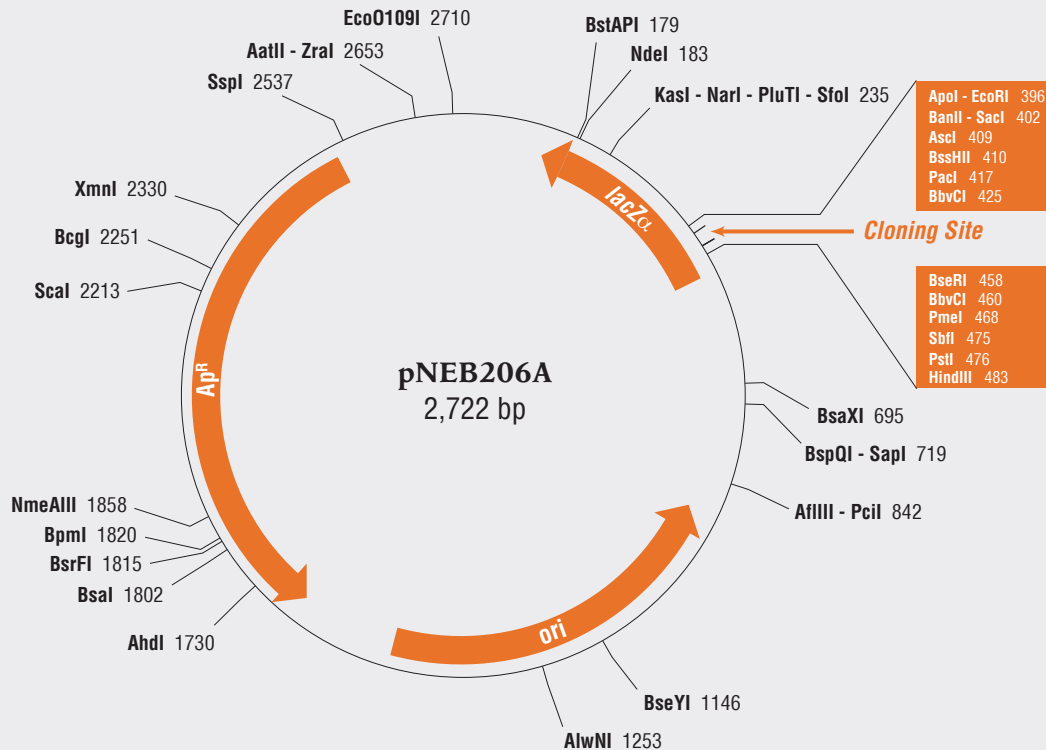 EcoO109I 2710
AatII - ZraI 2653
SspI 2537
XmnI 2330
BcgI 2251
ScaI 2213
NmeAIII 1858
BpmI 1820
BsrFI 1815
BsaI 1802
AhdI 1730
BstAPI 179
NdeI 183
KasI - NarI - PluTI - SfoI 235
ApoI - EcoRI 396
BanII - SacI 402
AscI 409
BssHII 410
PacI 417
BbvCI 425
Cloning Site
BseRI 458
BbvCI 460
PmeI 468
SbfI 475
PstI 476
HindIII 483
BsaXI 695
BspQI - SapI 719
AflIII - PciI 842
BseYI 1146
AlwNI 1253
lacZα
ApR
ori
pNEB206A
2,722 bp